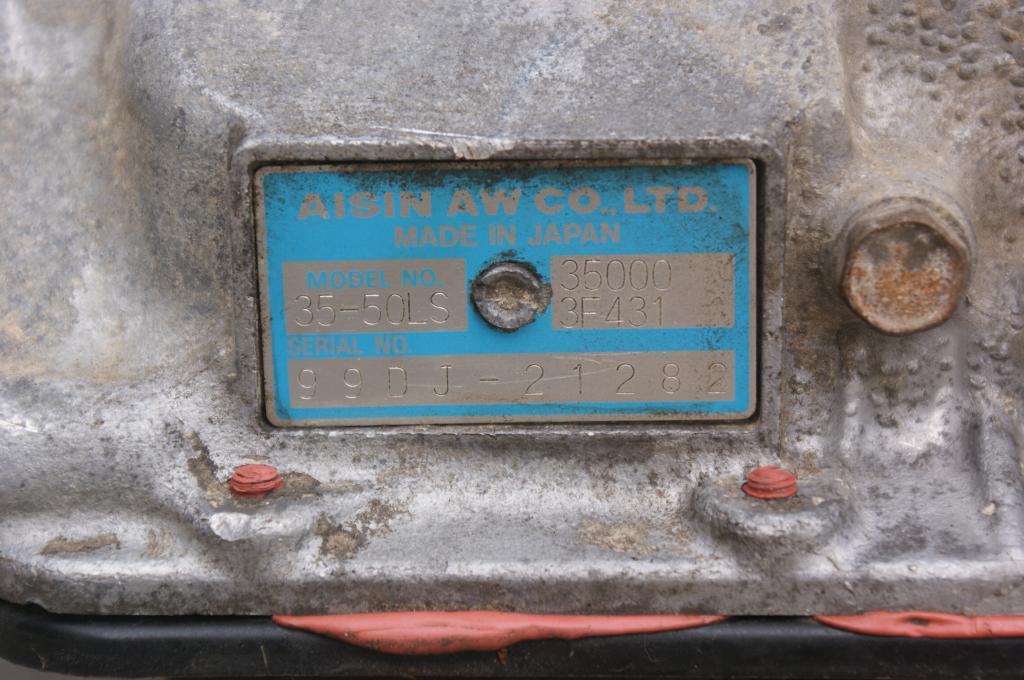 AISIN AW CO., LTD.
MADE IN JAPAN
MODEL NO.
35-50LS
35000
3F431
SERIAL NO.
99DJ-21282